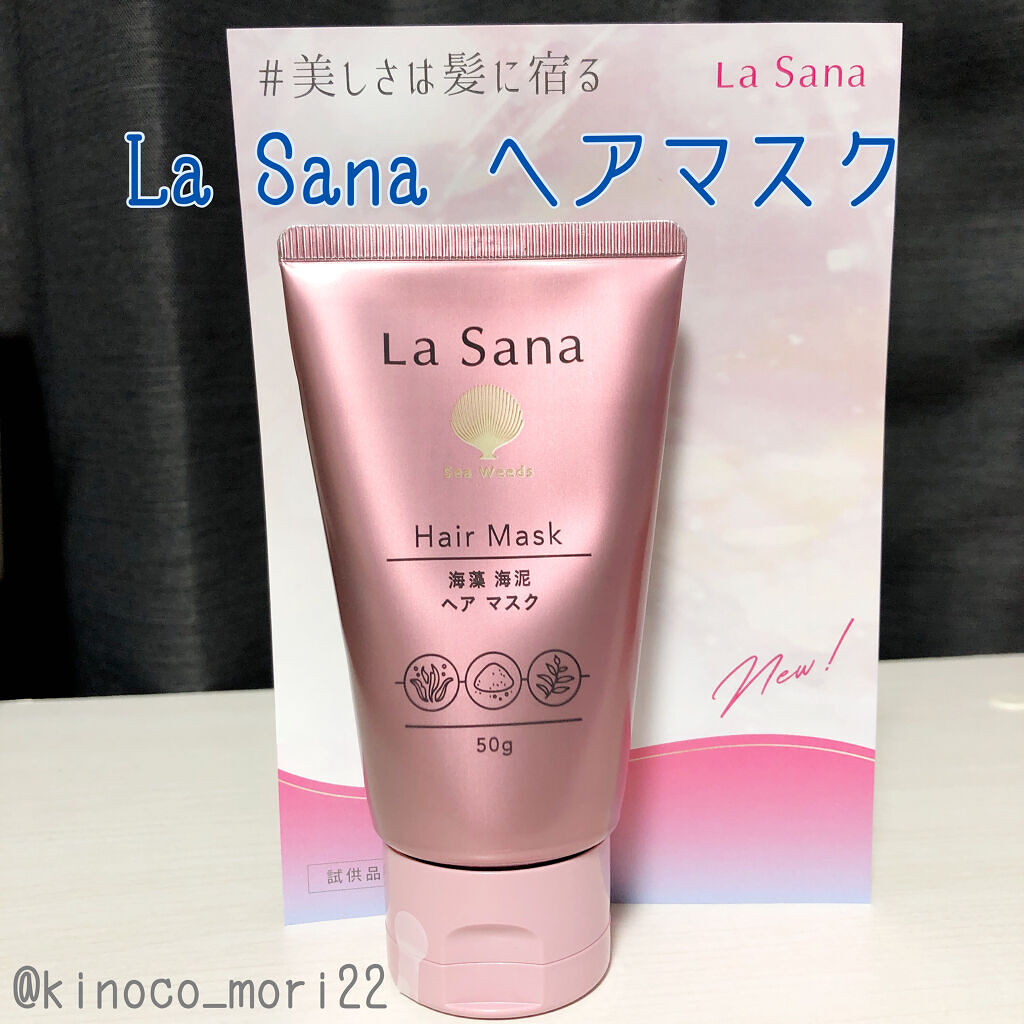 #美しさは髪に宿る
La Sana
La Sana ヘアマスク
La Sana
Sea Weeds
Hair Mask
海藻 海泥
ヘア マスク
50g
New!
試供品
@kinoco_mori22